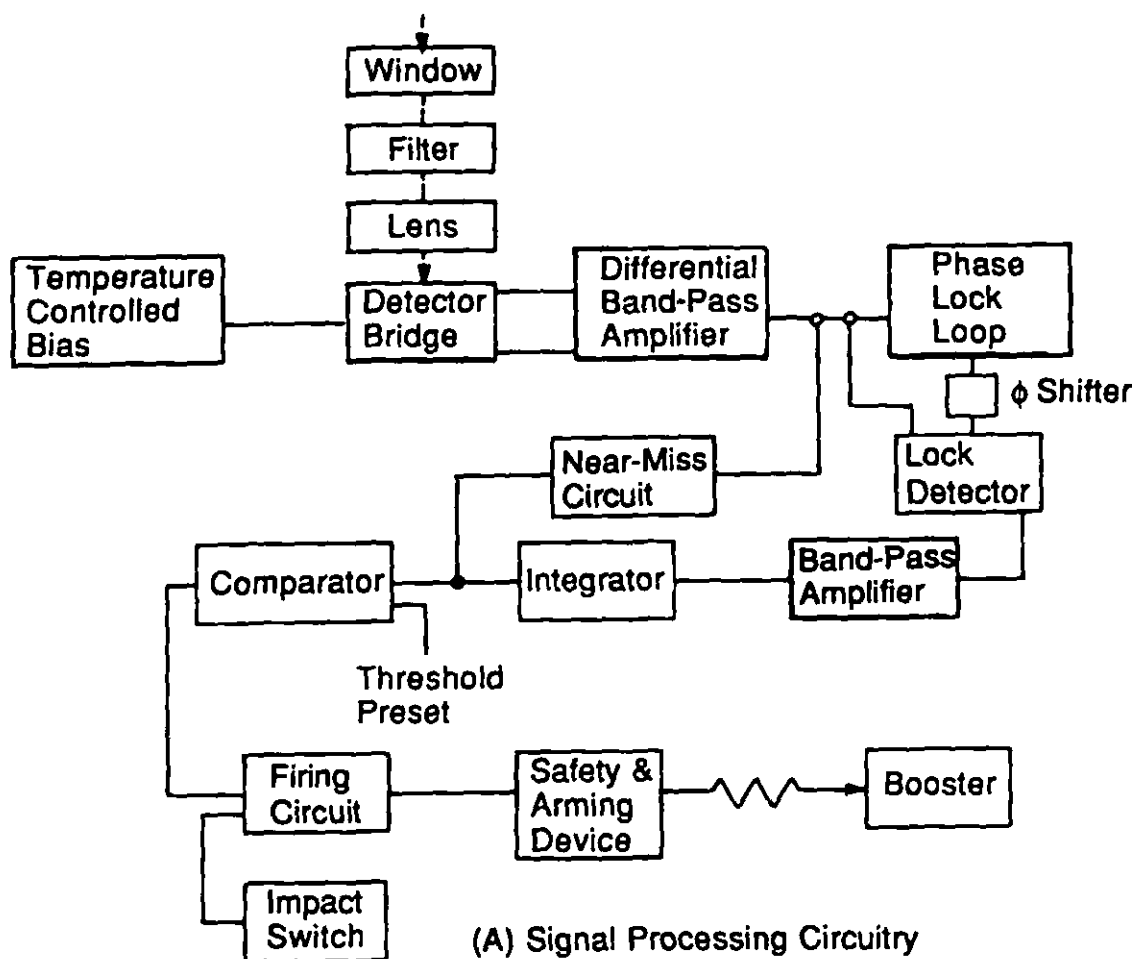 Window
Filter
Lens
Temperature
Controlled
Bias
Detector
Bridge
Differential
Band-Pass
Amplifier
Phase
Lock
Loop
ϕ Shifter
Near-Miss
Circuit
Lock
Detector
Comparator
Integrator
Band-Pass
Amplifier
Threshold
Preset
Firing
Circuit
Safety &
Arming
Device
Booster
Impact
Switch
(A) Signal Processing Circuitry